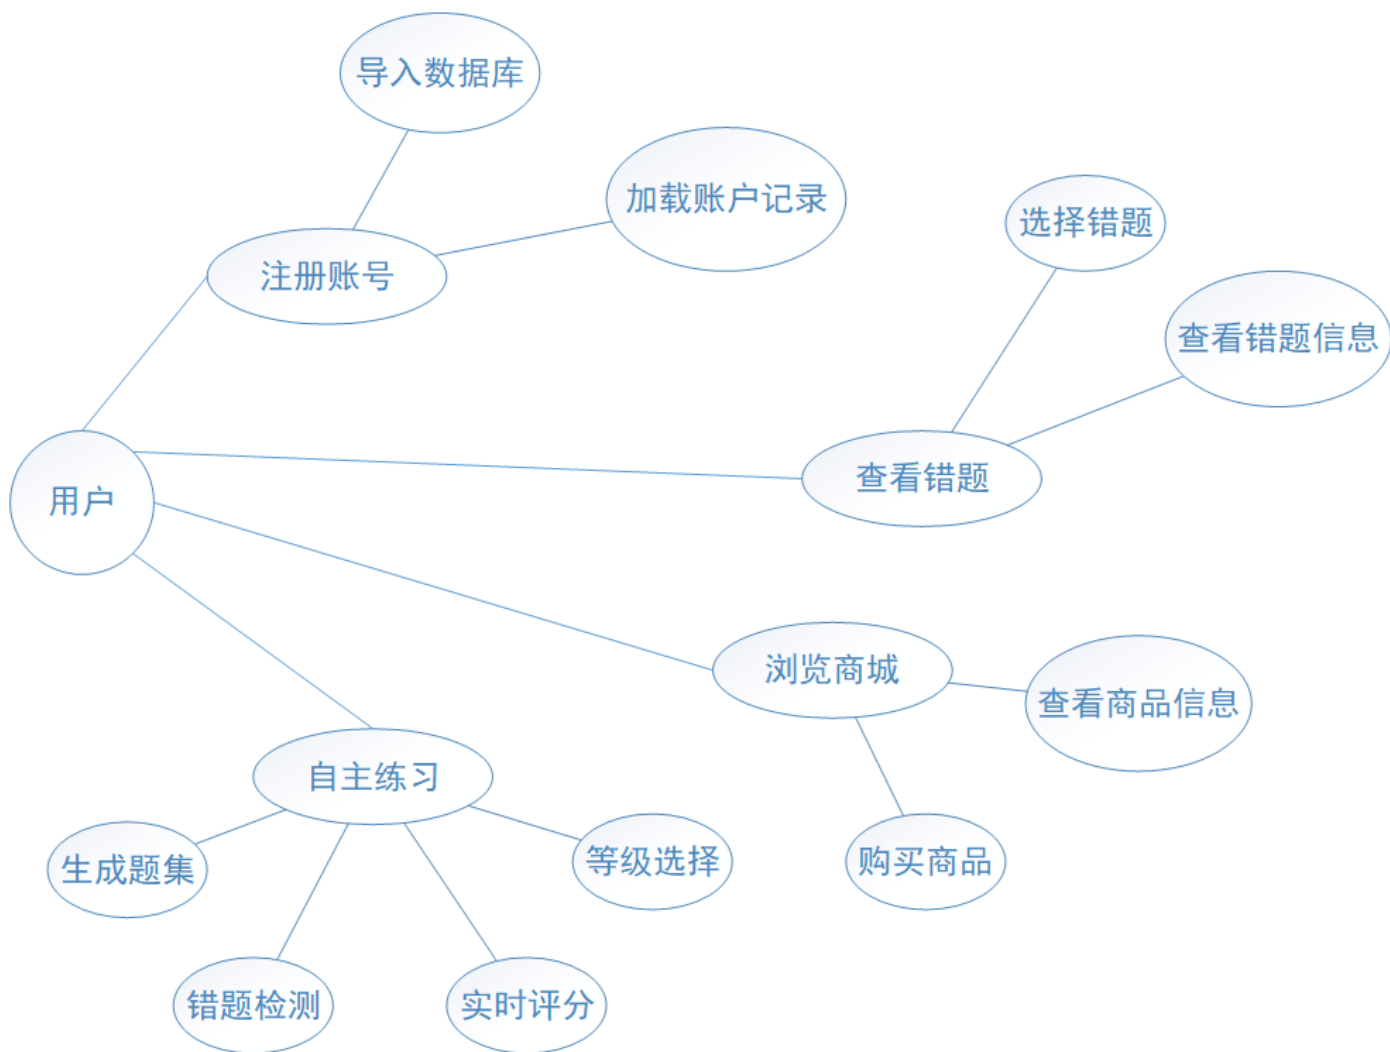 导入数据库
加载账户记录
选择错题
注册账号
查看错题信息
查看错题
用户
浏览商城
查看商品信息
自主练习
等级选择
购买商品
生成题集
错题检测
实时评分